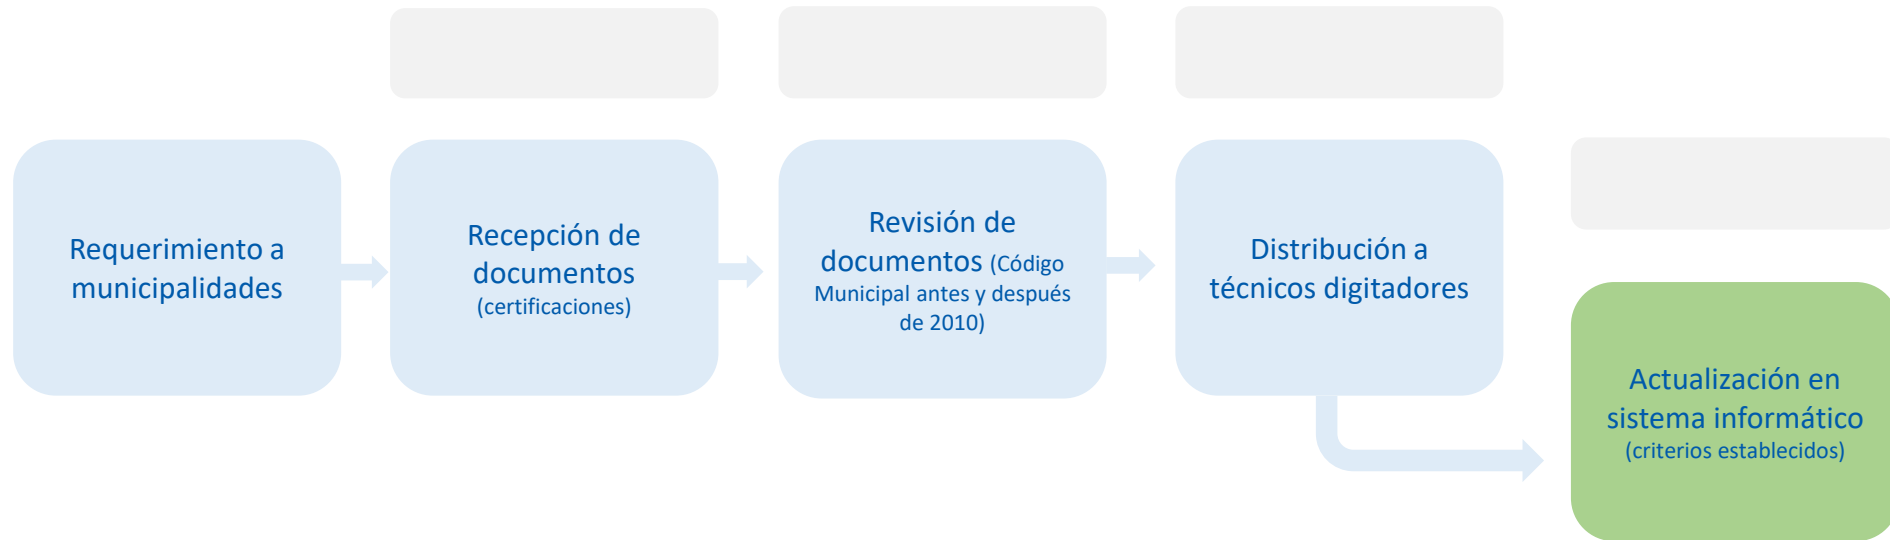 Requerimiento a
municipalidades
Recepción de
documentos
(certificaciones)
Revisión de
documentos (Código
Municipal antes y después
de 2010)
Distribución a
técnicos digitadores
Actualización en
sistema informático
(criterios establecidos)